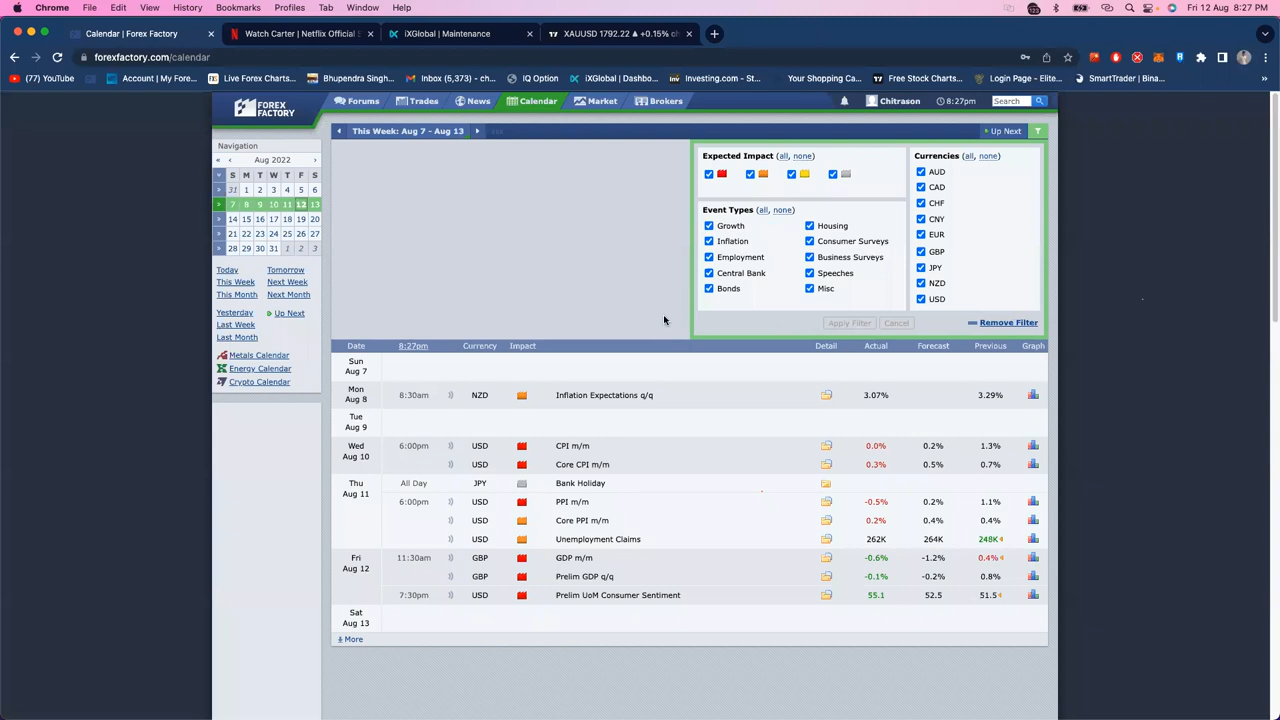 Chrome File Edit View History Bookmarks Profiles Tab Window Help Fri 12 Aug 8:27 PM
Calendar | Forex Factory Watch Carter | Netflix Official S iXGlobal | Maintenance XAUUSD 1792.22 ▲ +0.15% ch
forexfactory.com/calendar
(77) YouTube Account | My Fore... Live Forex Charts... Bhupendra Singh... Inbox (5,373) - ch... IQ Option iXGlobal | Dashbo... Investing.com - St... Your Shopping Ca... Free Stock Charts... Login Page - Elite... SmartTrader | Bina... »
FOREX FACTORY Forums Trades News Calendar Market Brokers Chitrason 8:27pm Search
This Week: Aug 7 - Aug 13 Up Next
Navigation
« ‹ Aug 2022 ›
S M T W T F S
31 1 2 3 4 5 6
7 8 9 10 11 12 13
14 15 16 17 18 19 20
21 22 23 24 25 26 27
28 29 30 31 1 2 3
Today Tomorrow
This Week Next Week
This Month Next Month
Yesterday Up Next
Last Week
Last Month
Metals Calendar
Energy Calendar
Crypto Calendar
Expected Impact (all, none)
Event Types (all, none)
Growth Housing
Inflation Consumer Surveys
Employment Business Surveys
Central Bank Speeches
Bonds Misc
Currencies (all, none)
AUD
CAD
CHF
CNY
EUR
GBP
JPY
NZD
USD
Apply Filter Cancel Remove Filter
Date 8:27pm Currency Impact Detail Actual Forecast Previous Graph
Sun
Aug 7
Mon
Aug 8
8:30am NZD Inflation Expectations q/q 3.07% 3.29%
Tue
Aug 9
Wed
Aug 10
6:00pm USD CPI m/m 0.0% 0.2% 1.3%
USD Core CPI m/m 0.3% 0.5% 0.7%
Thu
Aug 11
All Day JPY Bank Holiday
6:00pm USD PPI m/m -0.5% 0.2% 1.1%
USD Core PPI m/m 0.2% 0.4% 0.4%
USD Unemployment Claims 262K 264K 248K
Fri
Aug 12
11:30am GBP GDP m/m -0.6% -1.2% 0.4%
GBP Prelim GDP q/q -0.1% -0.2% 0.8%
7:30pm USD Prelim UoM Consumer Sentiment 55.1 52.5 51.5
Sat
Aug 13
More